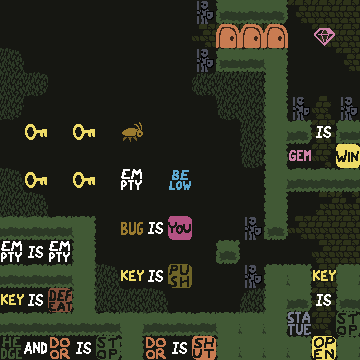 IS
GEM WIN
EMPTY BELOW
BUG IS YOU
EMPTY IS EMPTY
KEY IS PUSH KEY
KEY IS DEFEAT IS
STATUE STOP
HEDGE AND DOOR IS STOP DOOR IS SHUT OPEN